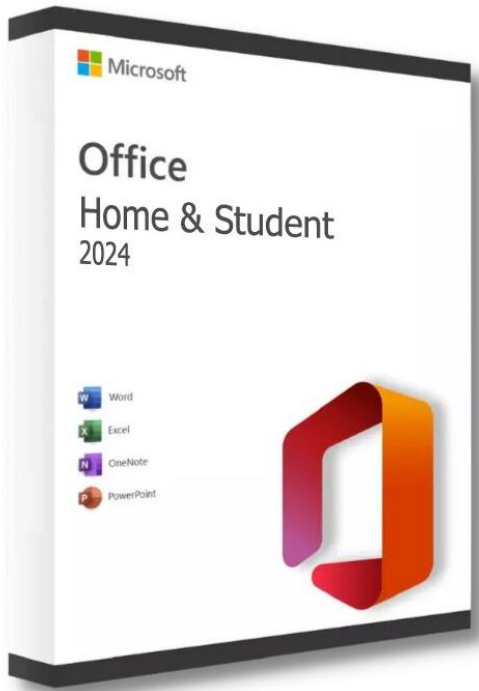 Microsoft
Office
Home & Student
2024
W Word
X Excel
N OneNote
P PowerPoint